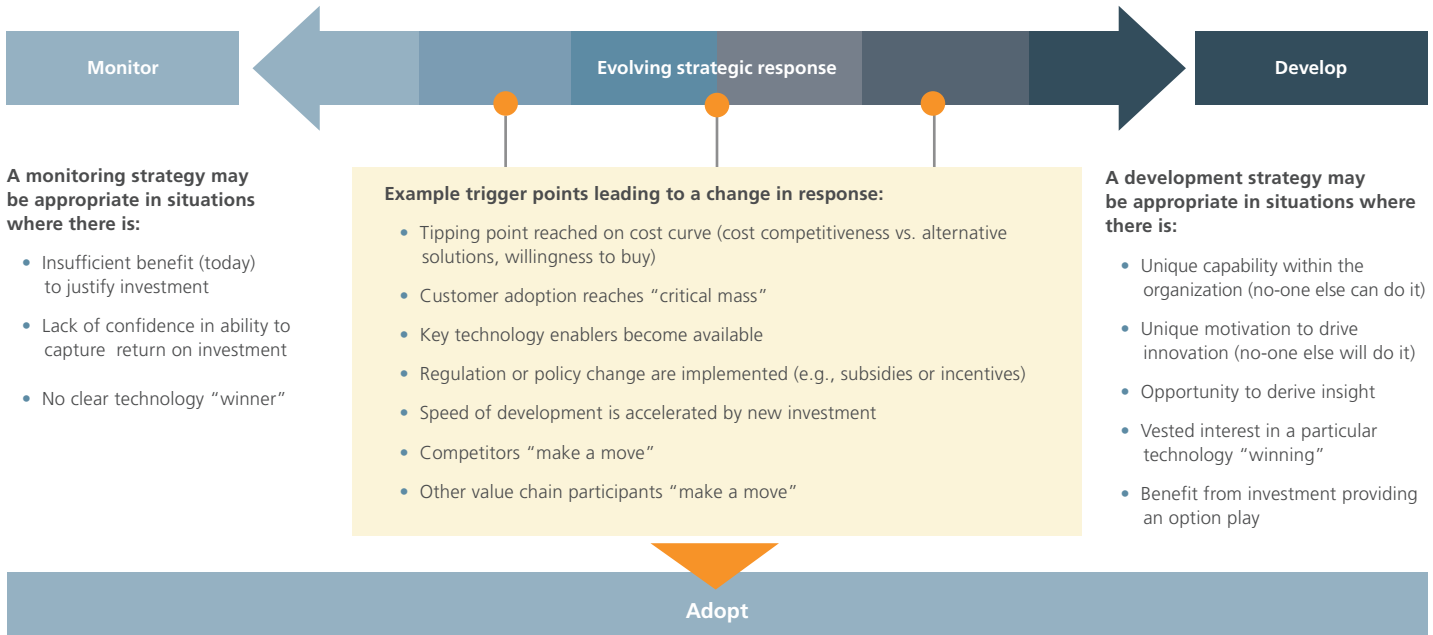 Monitor
Evolving strategic response
Develop
A monitoring strategy may
be appropriate in situations
where there is:
• Insufficient benefit (today)
to justify investment
• Lack of confidence in ability to
capture return on investment
• No clear technology “winner”
Example trigger points leading to a change in response:
• Tipping point reached on cost curve (cost competitiveness vs. alternative
solutions, willingness to buy)
• Customer adoption reaches “critical mass”
• Key technology enablers become available
• Regulation or policy change are implemented (e.g., subsidies or incentives)
• Speed of development is accelerated by new investment
• Competitors “make a move”
• Other value chain participants “make a move”
A development strategy may
be appropriate in situations where
there is:
• Unique capability within the
organization (no-one else can do it)
• Unique motivation to drive
innovation (no-one else will do it)
• Opportunity to derive insight
• Vested interest in a particular
technology “winning”
• Benefit from investment providing
an option play
Adopt